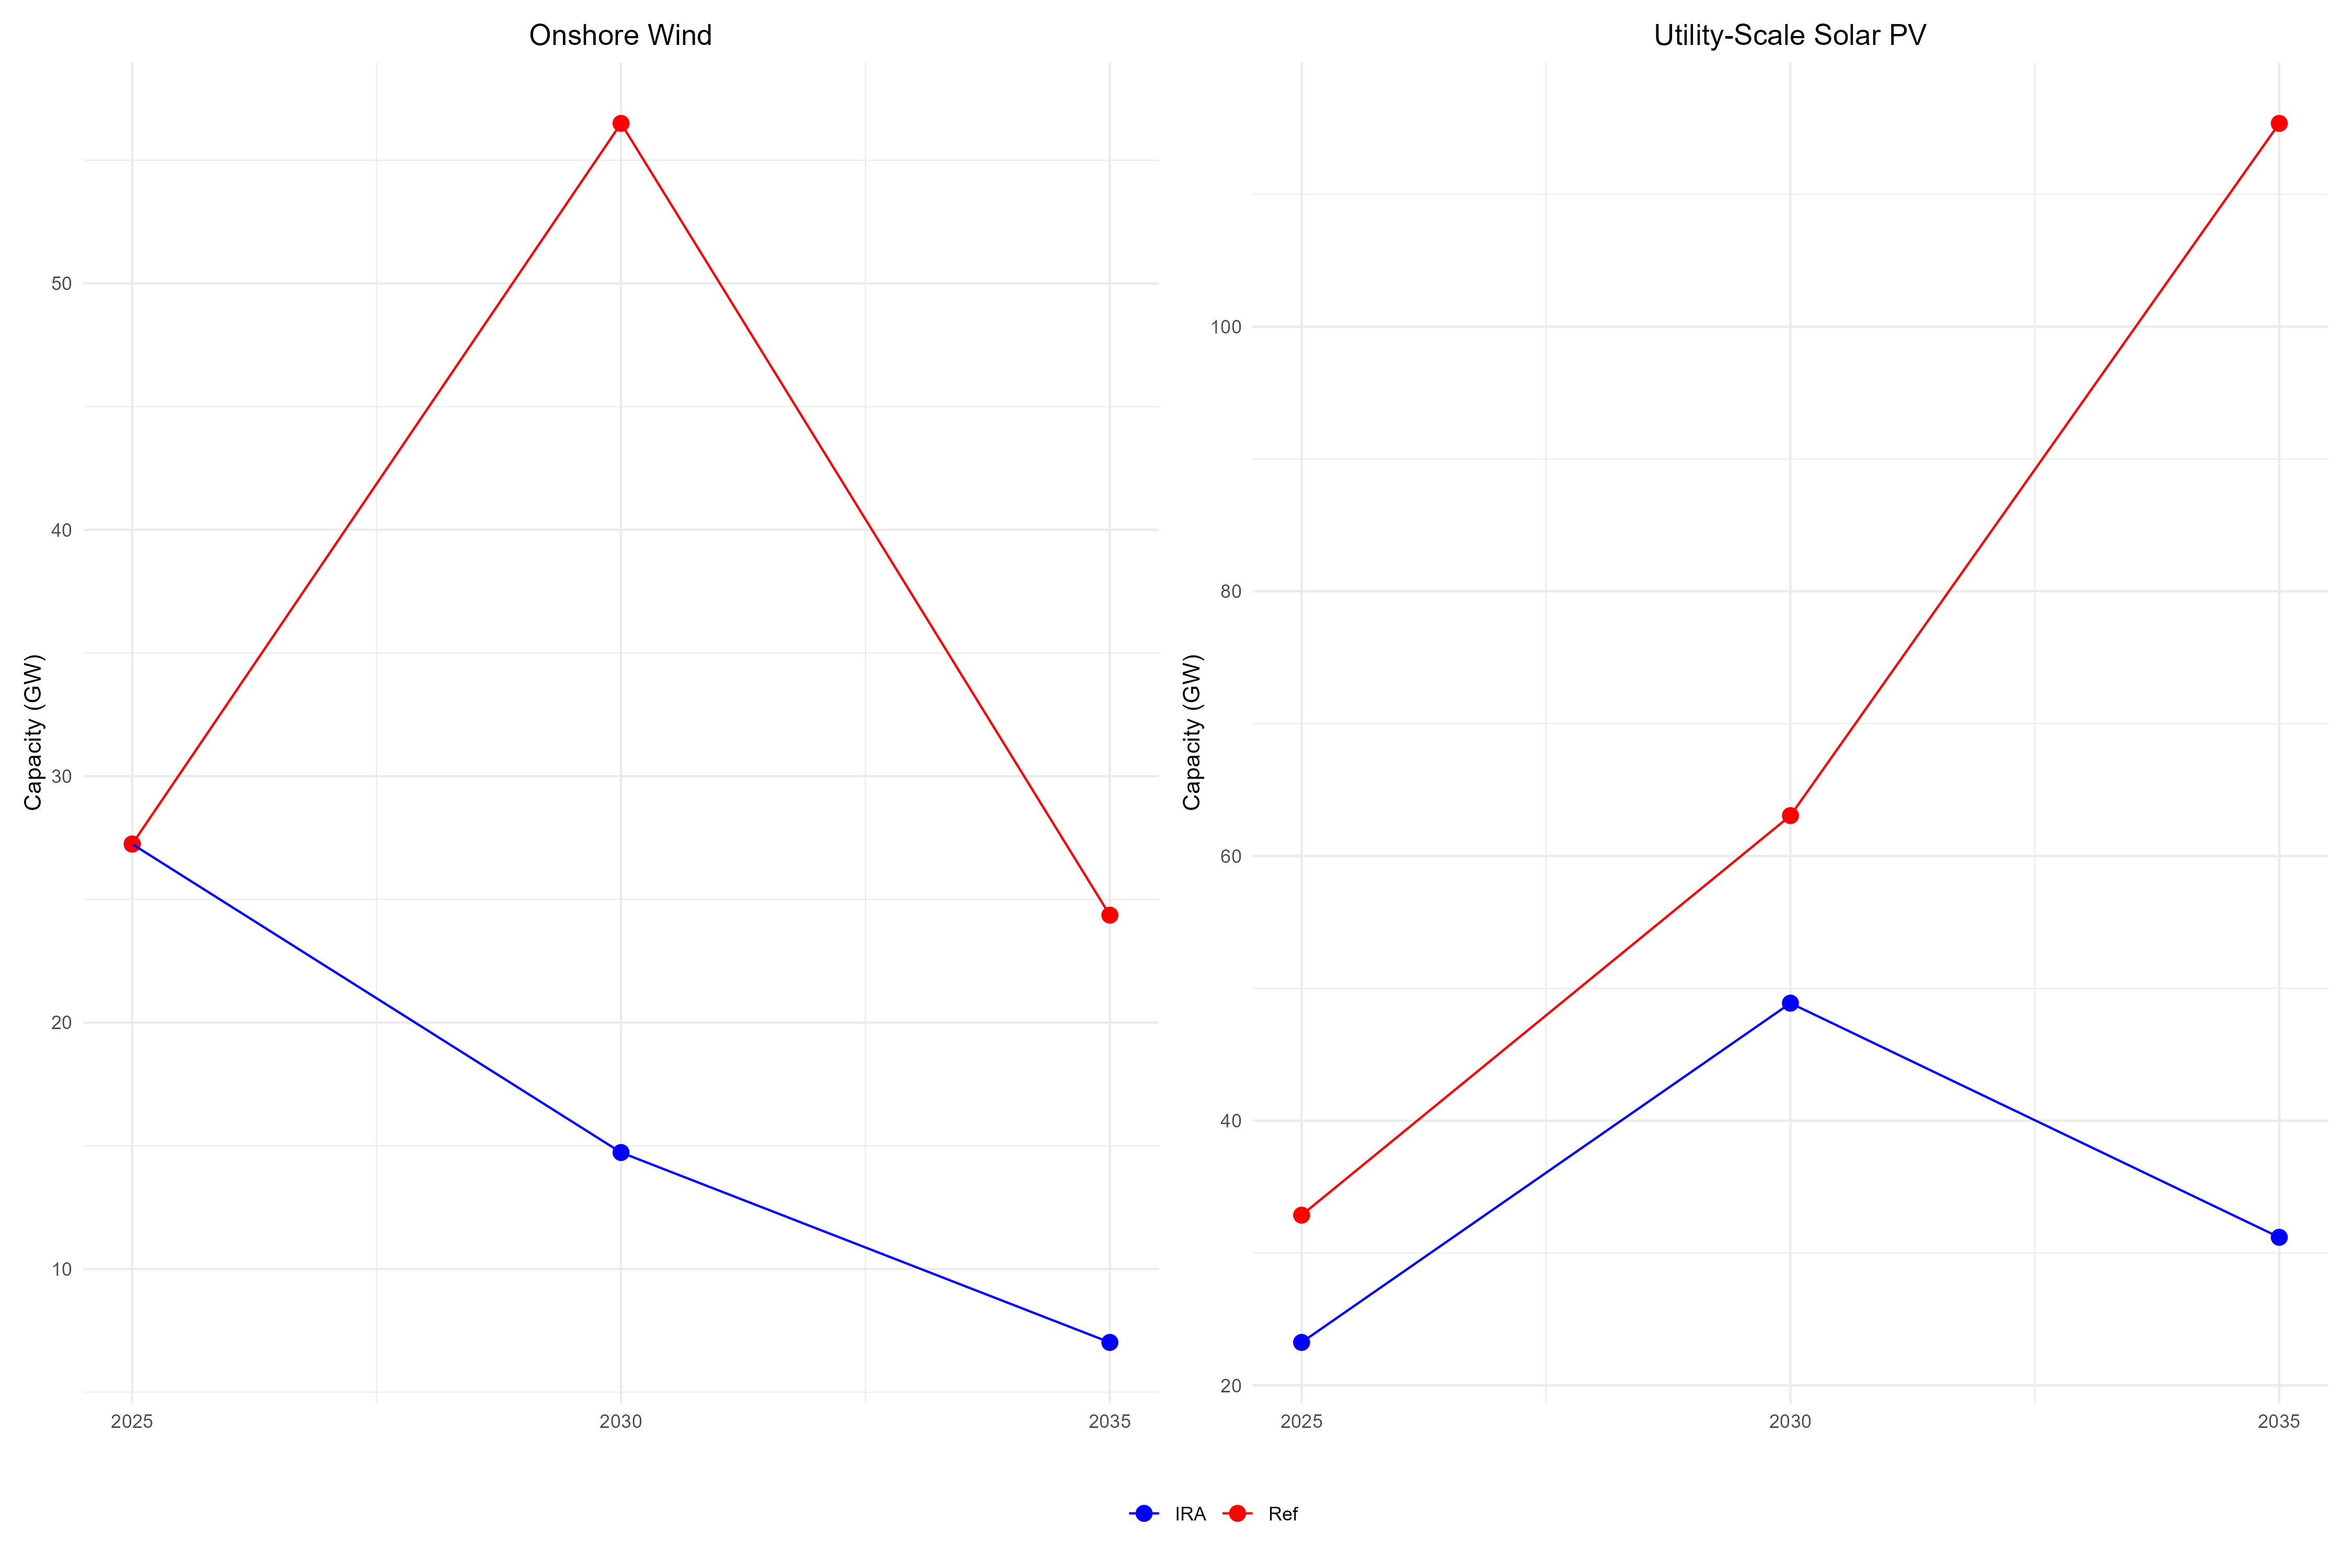 Onshore Wind
Capacity (GW)
50
40
30
20
10
2025 2030 2035
Utility-Scale Solar PV
Capacity (GW)
100
80
60
40
20
2025 2030 2035
IRA Ref